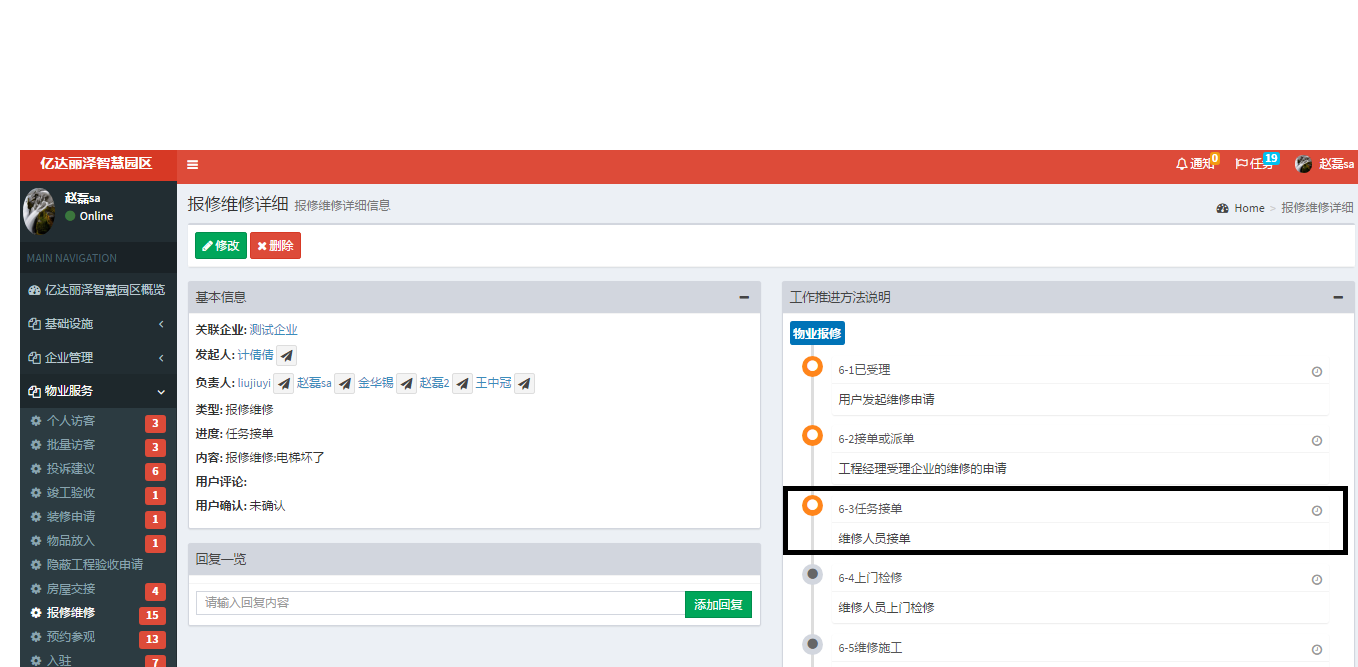 亿达丽泽智慧园区
通知 0
任务 19
赵磊sa
赵磊sa
Online
报修维修详细 报修维修详细信息
Home > 报修维修详细
MAIN NAVIGATION
修改
删除
亿达丽泽智慧园区概览
基础设施
企业管理
物业服务
个人访客 3
批量访客 3
投诉建议 6
竣工验收 1
装修申请 1
物品放入 1
隐蔽工程验收申请
房屋交接 4
报修维修 15
预约参观 13
入驻 7
基本信息
关联企业: 测试企业
发起人: 计倩倩
负责人: liujiuyi 赵磊sa 金华锡 赵磊2 王中冠
类型: 报修维修
进度: 任务接单
内容: 报修维修:电梯坏了
用户评论:
用户确认: 未确认
回复一览
请输入回复内容
添加回复
工作推进方法说明
物业报修
6-1已受理
用户发起维修申请
6-2接单或派单
工程经理受理企业的维修的申请
6-3任务接单
维修人员接单
6-4上门检修
维修人员上门检修
6-5维修施工